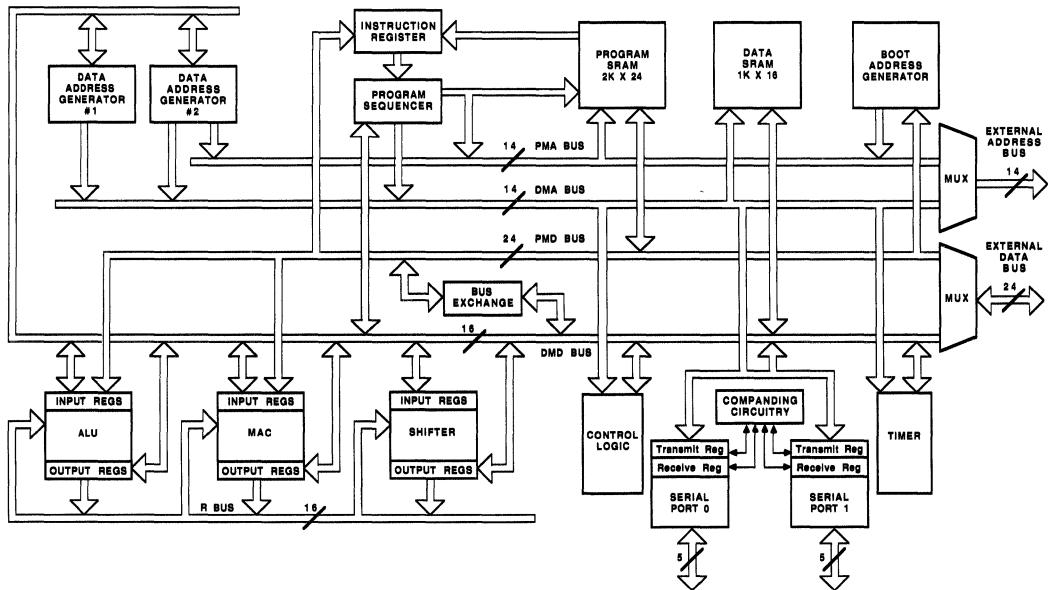 INSTRUCTION
REGISTER
PROGRAM
SRAM
2K X 24
DATA
SRAM
1K X 16
BOOT
ADDRESS
GENERATOR
DATA
ADDRESS
GENERATOR
#1
DATA
ADDRESS
GENERATOR
#2
PROGRAM
SEQUENCER
EXTERNAL
ADDRESS
BUS
14
MUX
14 PMA BUS
14 DMA BUS
24 PMD BUS
EXTERNAL
DATA
BUS
24
MUX
BUS
EXCHANGE
16
DMD BUS
INPUT REGS
ALU
OUTPUT REGS
INPUT REGS
MAC
OUTPUT REGS
INPUT REGS
SHIFTER
OUTPUT REGS
R BUS 16
CONTROL
LOGIC
COMPANDING
CIRCUITRY
TIMER
Transmit Reg
Receive Reg
SERIAL
PORT 0
5
Transmit Reg
Receive Reg
SERIAL
PORT 1
5